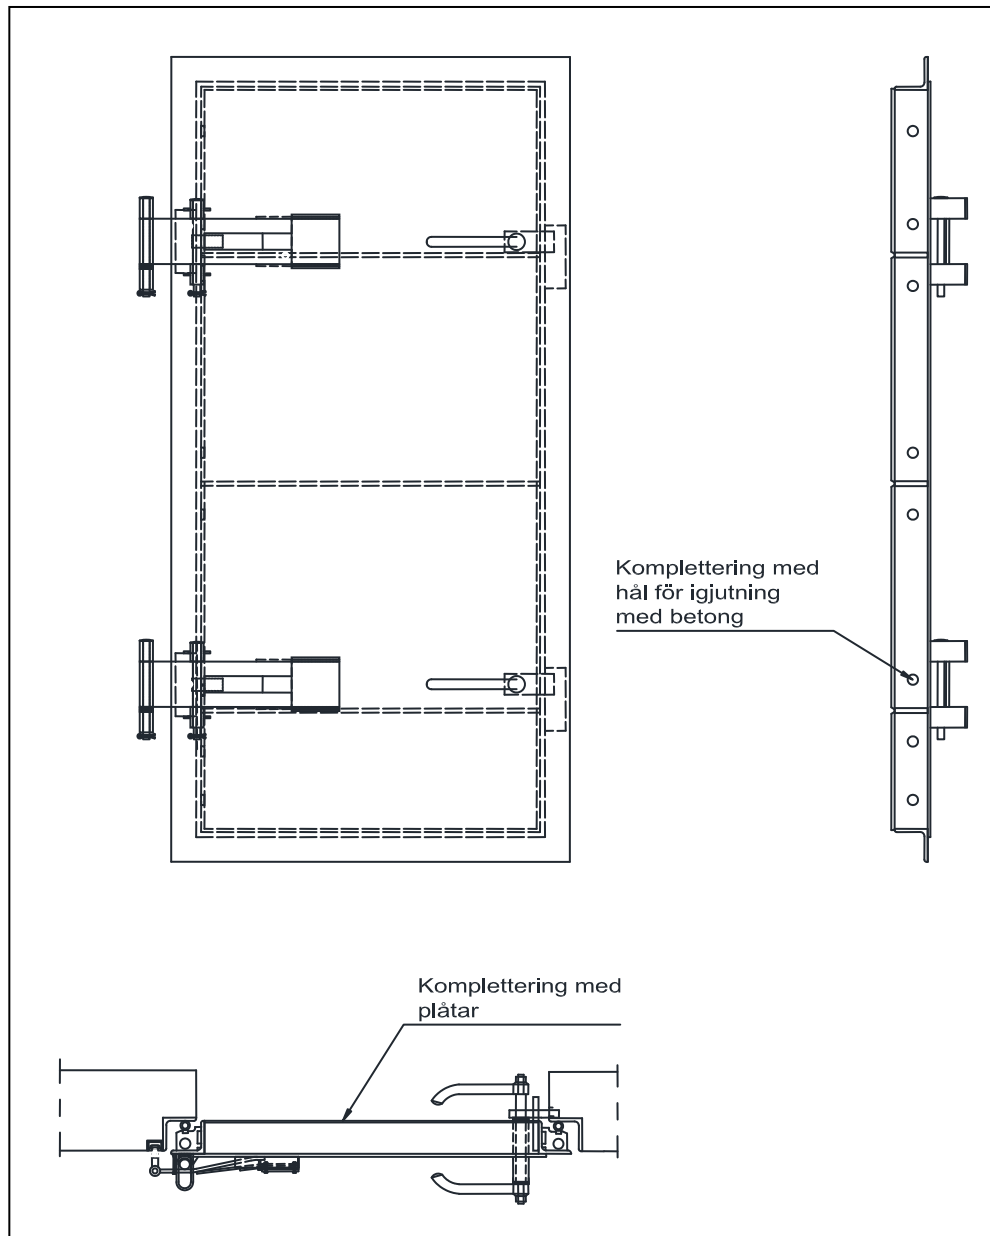 Komplettering med
hål för igjutning
med betong
Komplettering med
plåtar